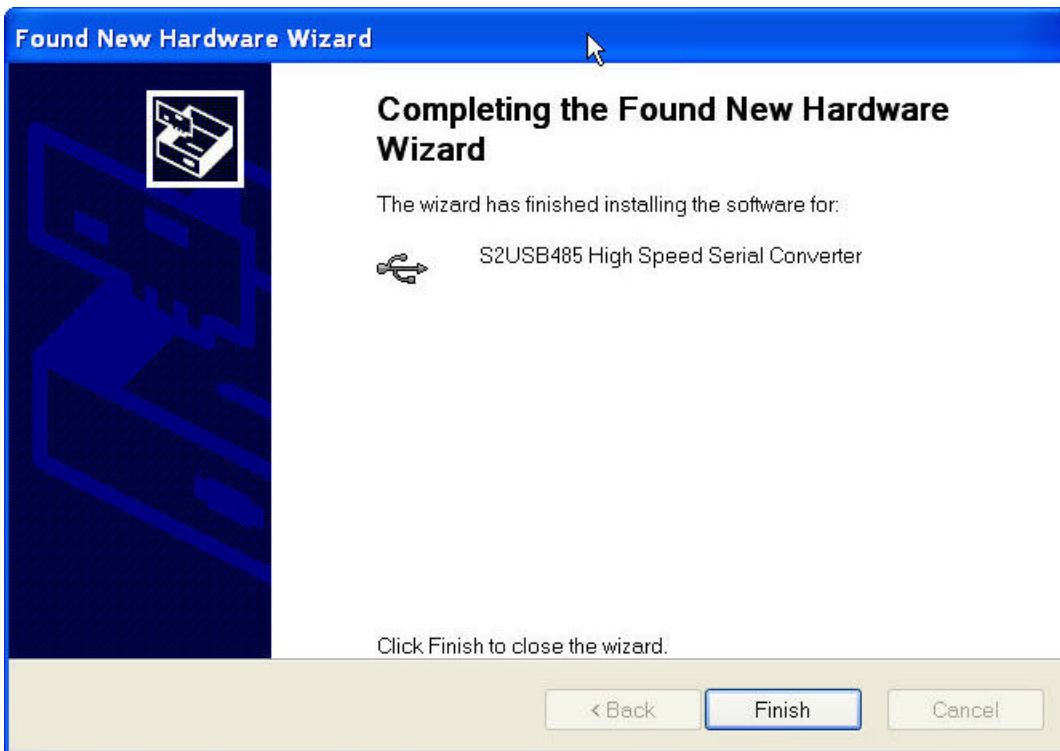 Found New Hardware Wizard
Completing the Found New Hardware
Wizard
The wizard has finished installing the software for:
S2USB485 High Speed Serial Converter
Click Finish to close the wizard.
< Back
Finish
Cancel